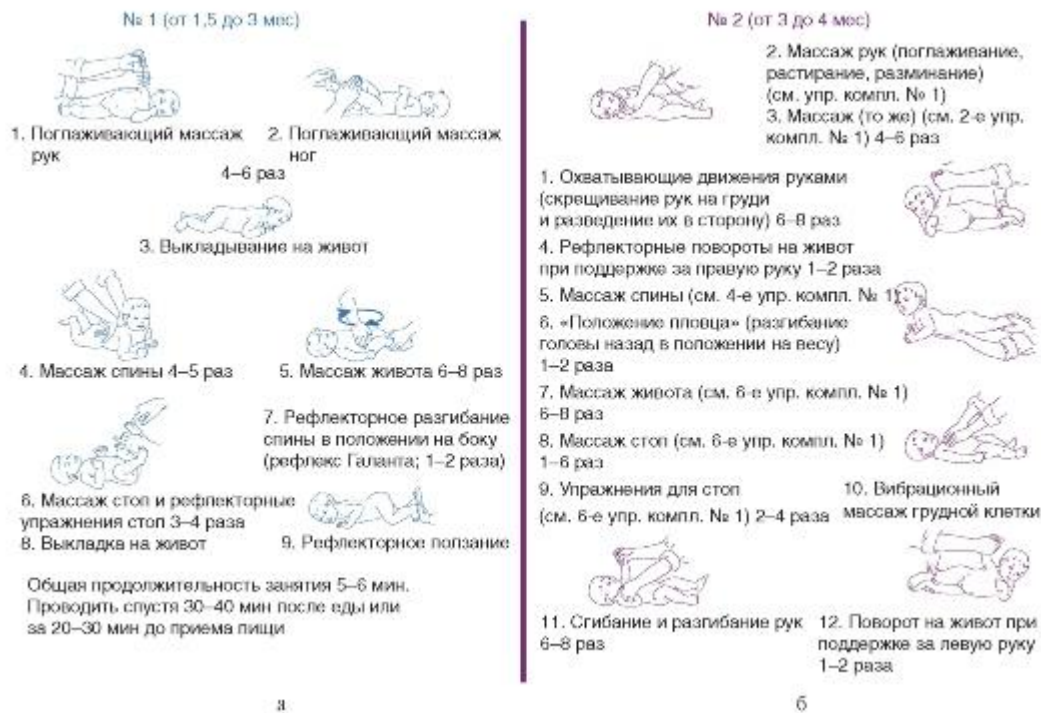 № 1 (от 1,5 до 3 мес)
1. Поглаживающий массаж
рук
2. Поглаживающий массаж
ног
4–6 раз
3. Выкладывание на живот
4. Массаж спины 4–5 раз
5. Массаж живота 6–8 раз
7. Рефлекторное разгибание
спины в положении на боку
(рефлекс Галанта; 1–2 раза)
6. Массаж стоп и рефлекторные
упражнения стоп 3–4 раза
8. Выкладка на живот
9. Рефлекторное ползание
Общая продолжительность занятия 5–6 мин.
Проводить спустя 30–40 мин после еды или
за 20–30 мин до приема пищи
а
№ 2 (от 3 до 4 мес)
2. Массаж рук (поглаживание,
растирание, разминание)
(см. упр. компл. № 1)
3. Массаж (то же) (см. 2-е упр.
компл. № 1) 4–6 раз
1. Охватывающие движения руками
(скрещивание рук на груди
и разведение их в сторону) 6–8 раз
4. Рефлекторные повороты на живот
при поддержке за правую руку 1–2 раза
5. Массаж спины (см. 4-е упр. компл. № 1)
6. «Положение пловца» (разгибание
головы назад в положении на весу)
1–2 раза
7. Массаж живота (см. 6-е упр. компл. № 1)
6–8 раз
8. Массаж стоп (см. 6-е упр. компл. № 1)
1–6 раз
9. Упражнения для стоп
(см. 6-е упр. компл. № 1) 2–4 раза
10. Вибрационный
массаж грудной клетки
11. Сгибание и разгибание рук
6–8 раз
12. Поворот на живот при
поддержке за левую руку
1–2 раза
б